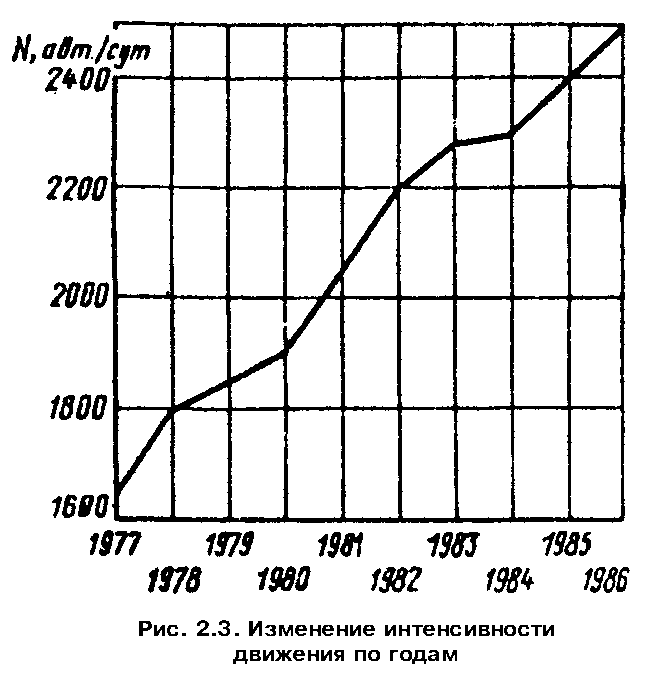 N, авт./сут
2400
2200
2000
1800
1600
1977 1979 1981 1983 1985
1978 1980 1982 1984 1986
Рис. 2.3. Изменение интенсивности
движения по годам